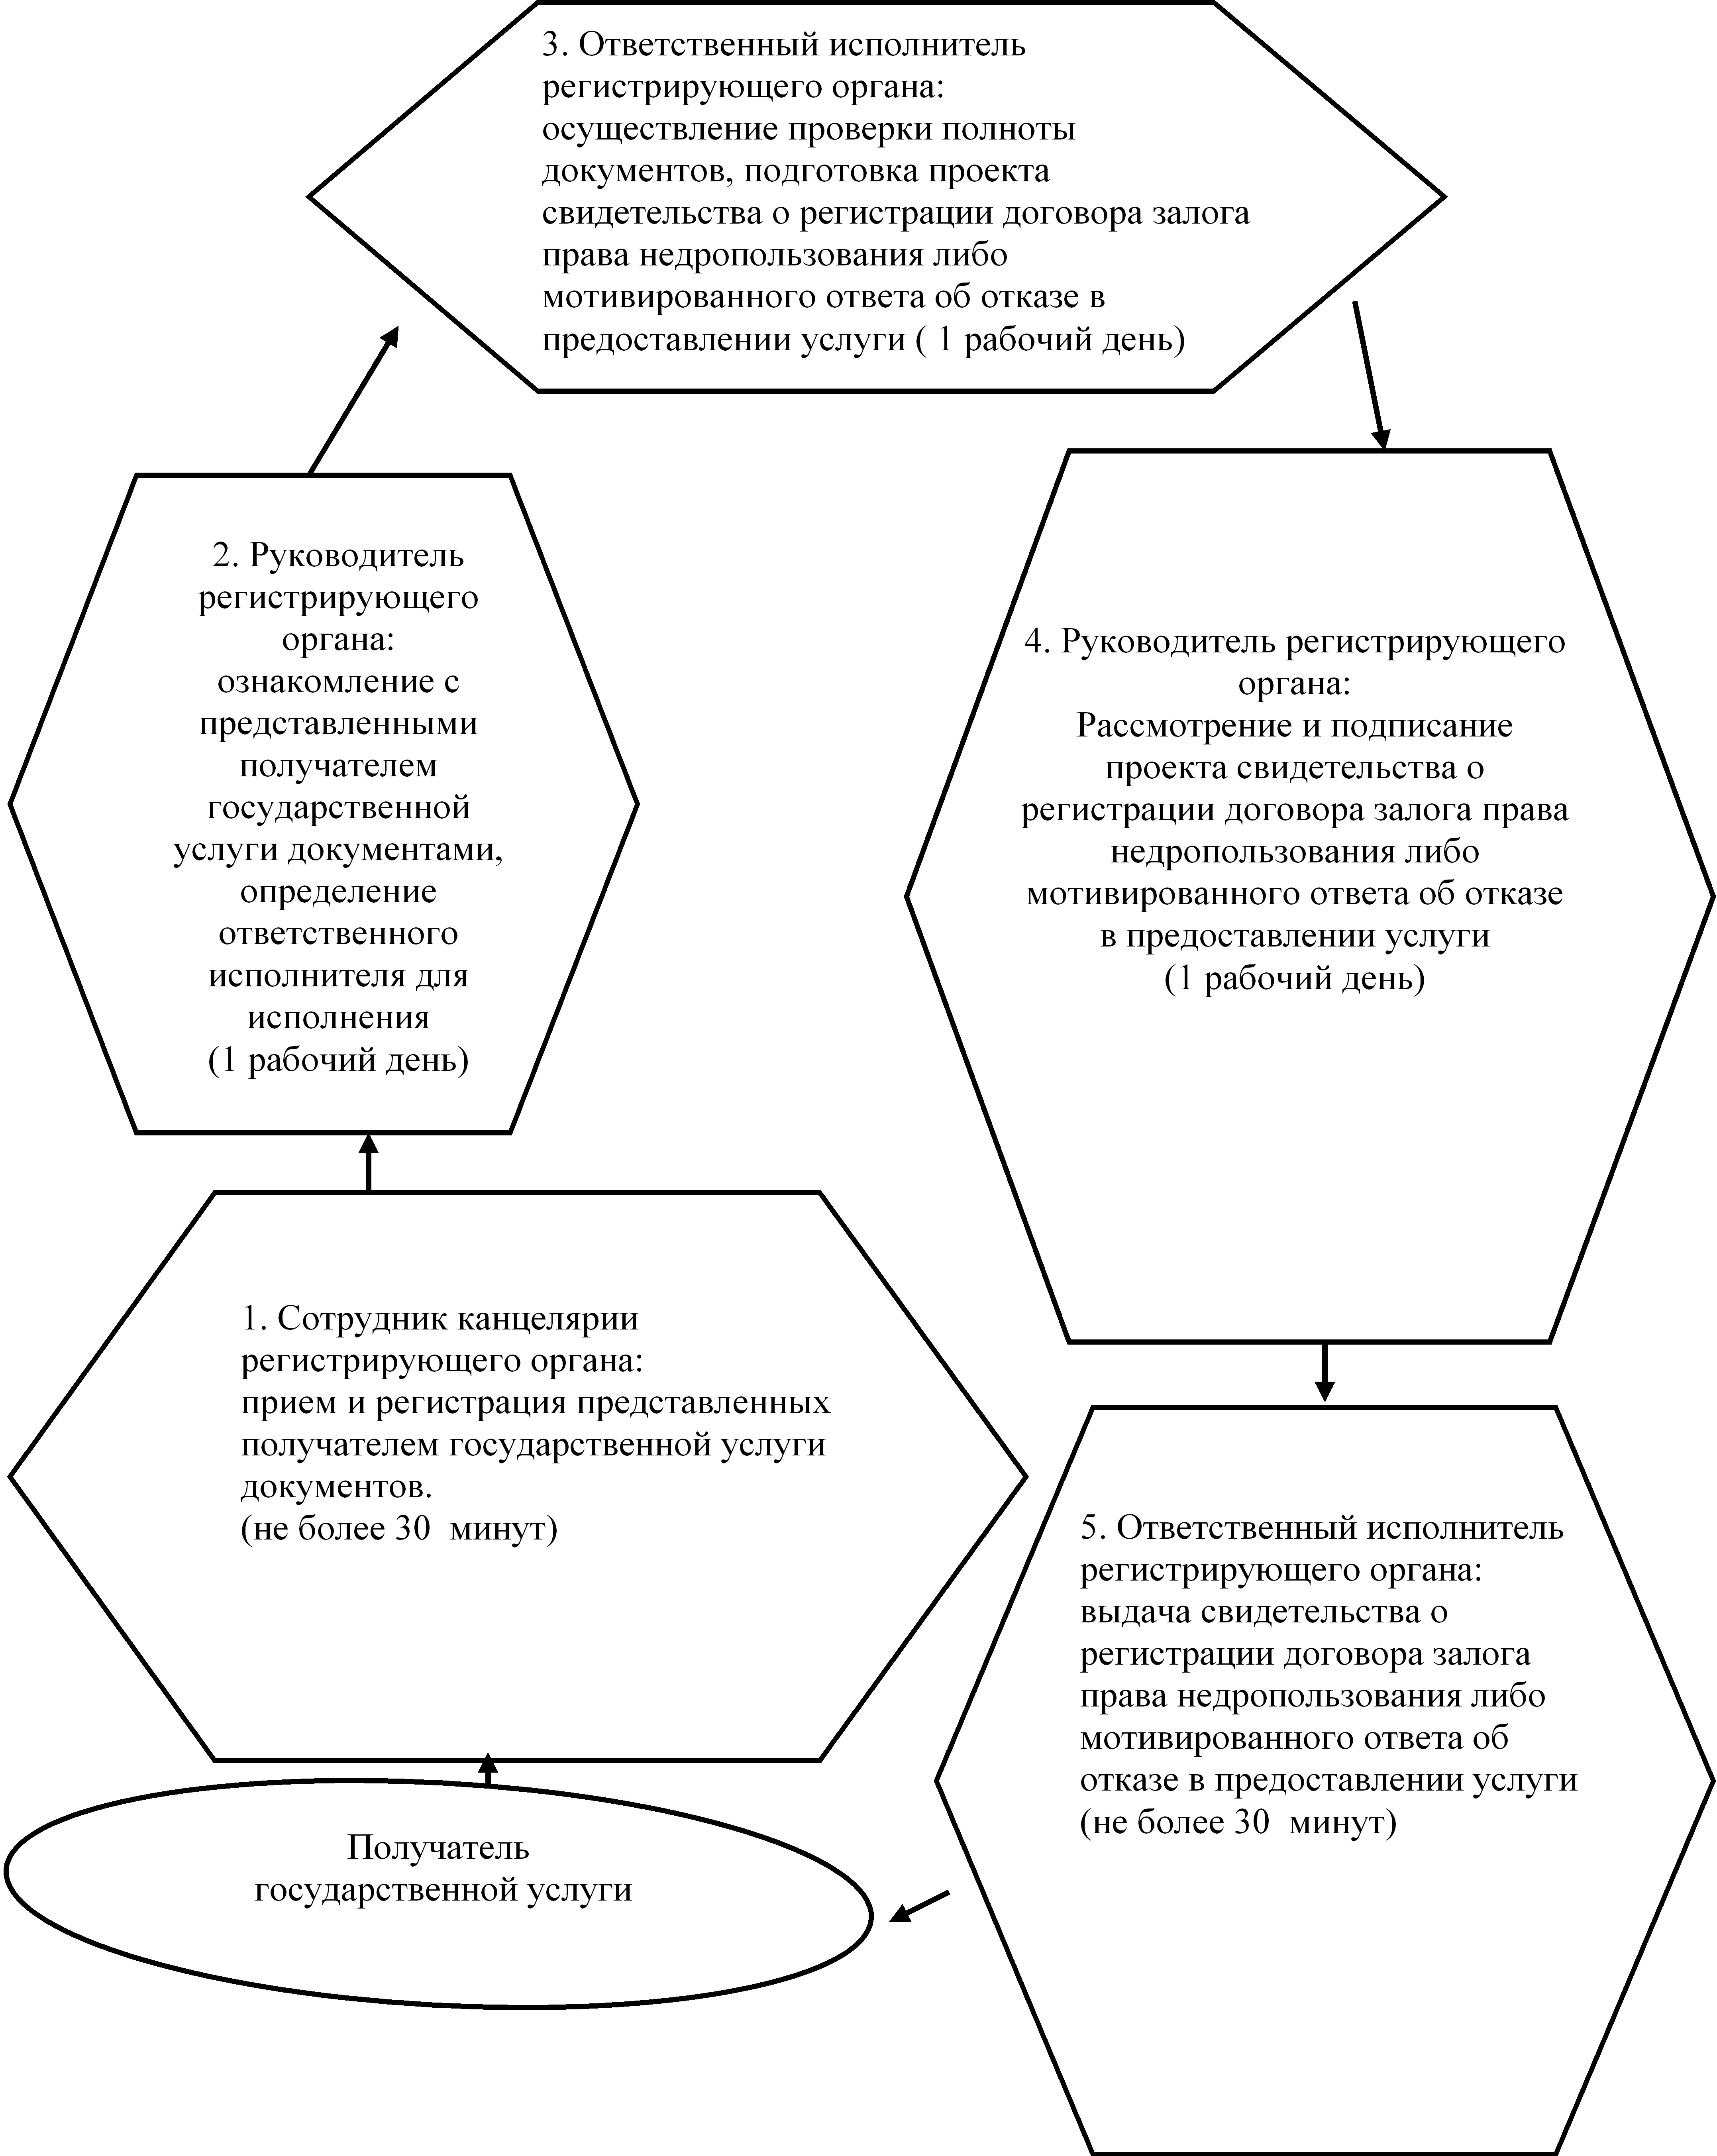 3. Ответственный исполнитель
регистрирующего органа:
осуществление проверки полноты
документов, подготовка проекта
свидетельства о регистрации договора залога
права недропользования либо
мотивированного ответа об отказе в
предоставлении услуги ( 1 рабочий день)
2. Руководитель
регистрирующего
органа:
ознакомление с
представленными
получателем
государственной
услуги документами,
определение
ответственного
исполнителя для
исполнения
(1 рабочий день)
4. Руководитель регистрирующего
органа:
Рассмотрение и подписание
проекта свидетельства о
регистрации договора залога права
недропользования либо
мотивированного ответа об отказе
в предоставлении услуги
(1 рабочий день)
1. Сотрудник канцелярии
регистрирующего органа:
прием и регистрация представленных
получателем государственной услуги
документов.
(не более 30  минут)
5. Ответственный исполнитель
регистрирующего органа:
выдача свидетельства о
регистрации договора залога
права недропользования либо
мотивированного ответа об
отказе в предоставлении услуги
(не более 30  минут)
Получатель
государственной услуги